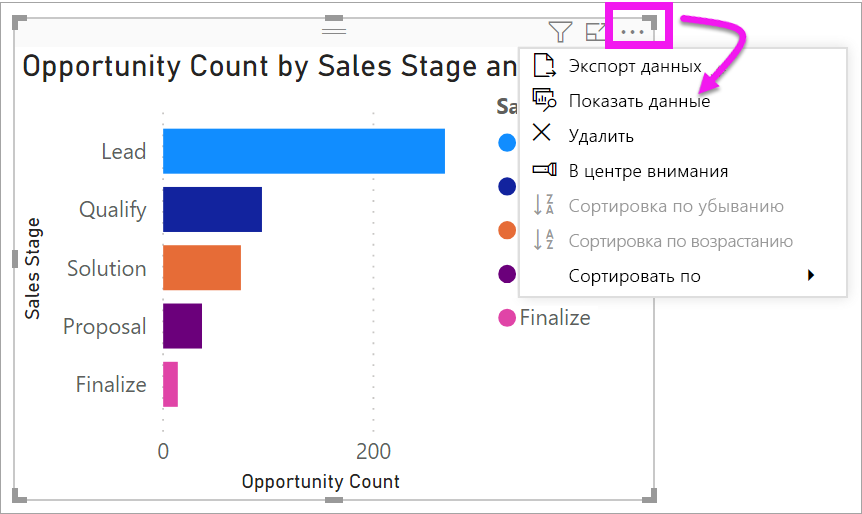 Opportunity Count by Sales Stage an
Экспорт данных
Показать данные
Удалить
В центре внимания
Сортировка по убыванию
Сортировка по возрастанию
Сортировать по
Sa
Lead
Qualify
Solution
Proposal
Finalize
Finalize
Sales Stage
0
200
Opportunity Count